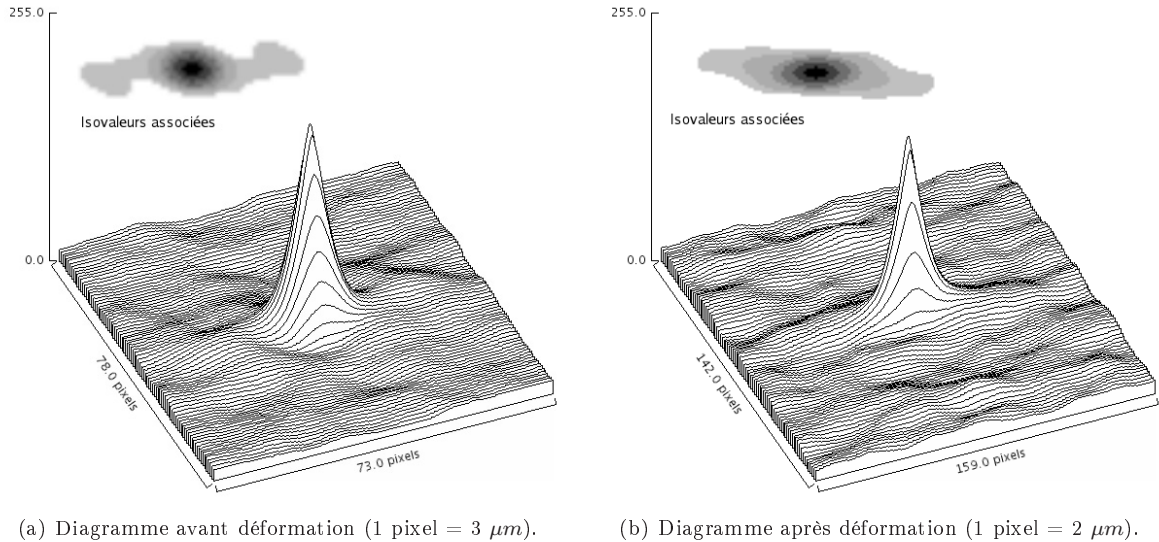 255.0
Isovaleurs associées
0.0
78.0 pixels
73.0 pixels
(a) Diagramme avant déformation (1 pixel = 3 µm).
255.0
Isovaleurs associées
0.0
142.0 pixels
159.0 pixels
(b) Diagramme après déformation (1 pixel = 2 µm).